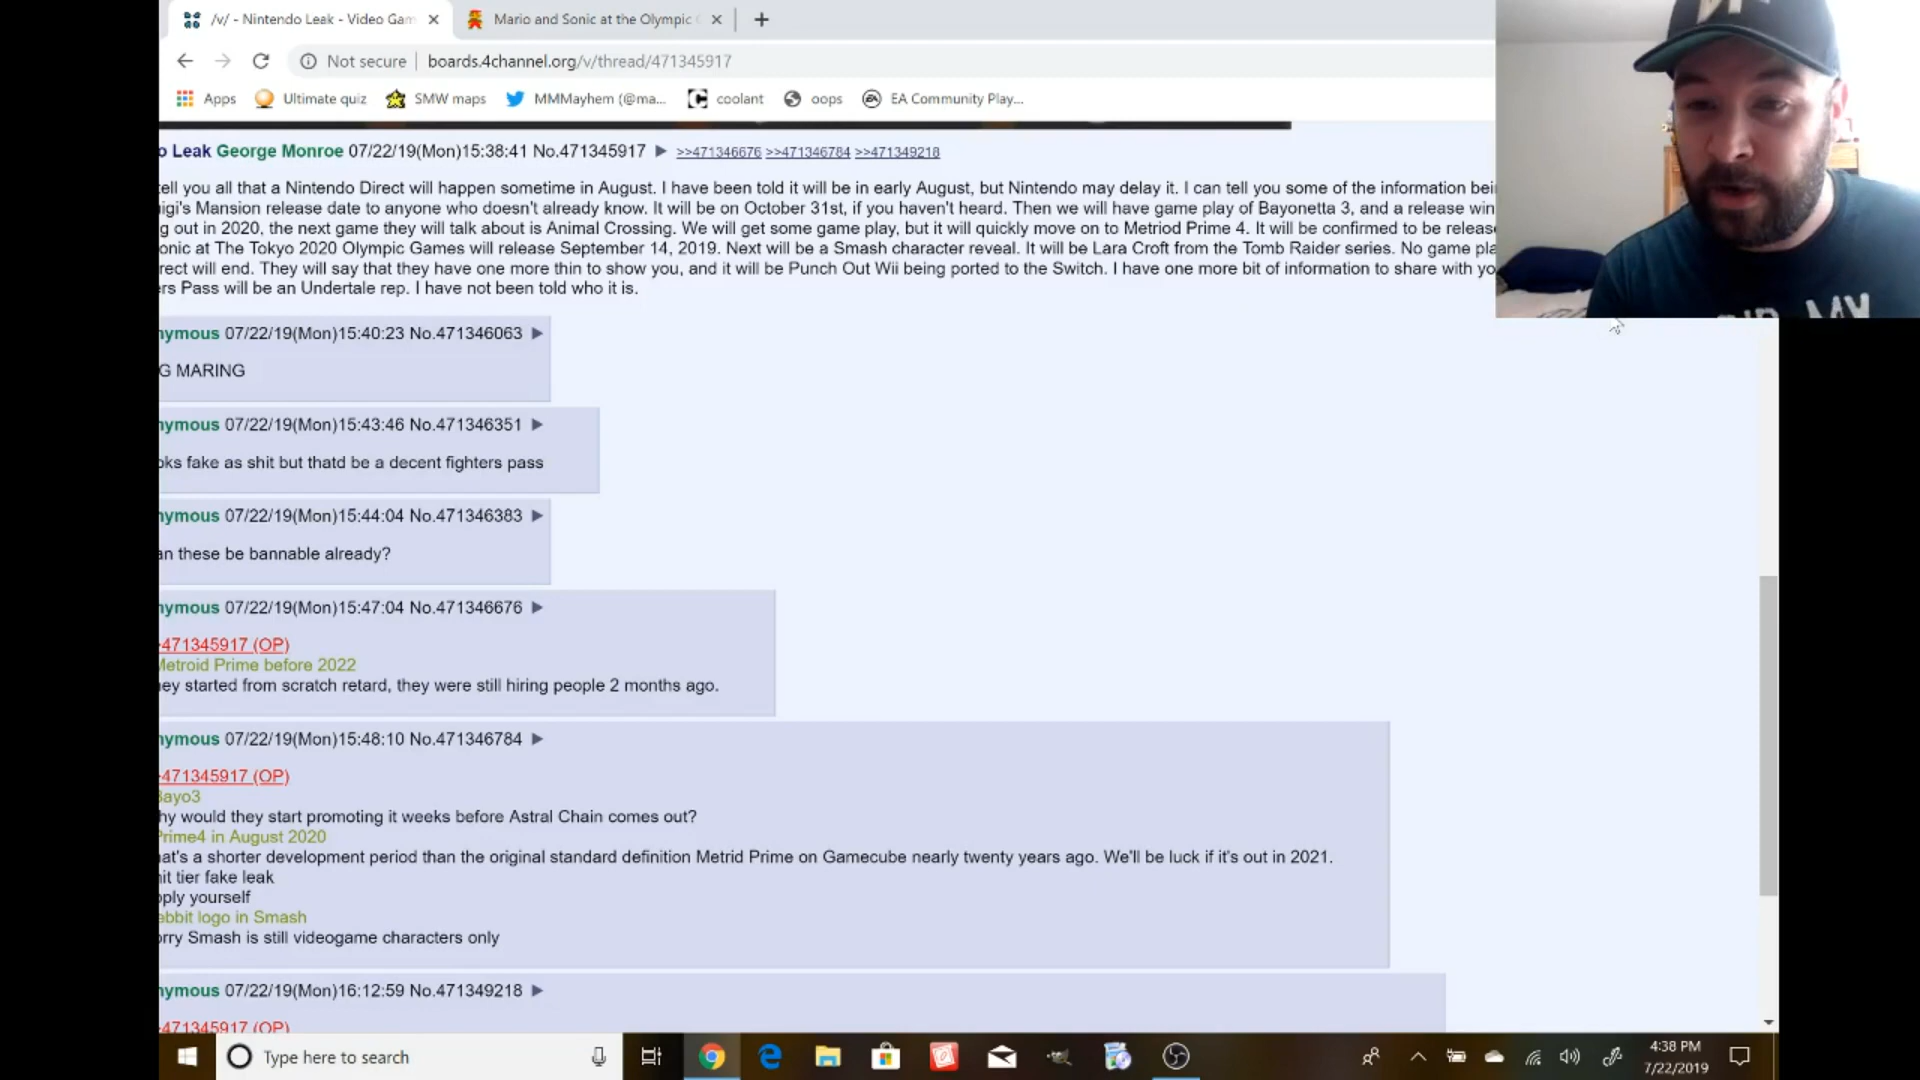 /v/ - Nintendo Leak - Video Gam
Mario and Sonic at the Olympic G
Not secure
boards.4channel.org/v/thread/471345917
Apps
Ultimate quiz
SMW maps
MMMayhem (@ma...
coolant
oops
EA Community Play...
o Leak George Monroe 07/22/19(Mon)15:38:41 No.471345917 ▶ >>471346676 >>471346784 >>471349218
ell you all that a Nintendo Direct will happen sometime in August. I have been told it will be in early August, but Nintendo may delay it. I can tell you some of the information bei
igi's Mansion release date to anyone who doesn't already know. It will be on October 31st, if you haven't heard. Then we will have game play of Bayonetta 3, and a release win
g out in 2020, the next game they will talk about is Animal Crossing. We will get some game play, but it will quickly move on to Metriod Prime 4. It will be confirmed to be release
onic at The Tokyo 2020 Olympic Games will release September 14, 2019. Next will be a Smash character reveal. It will be Lara Croft from the Tomb Raider series. No game pla
rect will end. They will say that they have one more thin to show you, and it will be Punch Out Wii being ported to the Switch. I have one more bit of information to share with yo
rs Pass will be an Undertale rep. I have not been told who it is.
nymous 07/22/19(Mon)15:40:23 No.471346063 ▶
G MARING
nymous 07/22/19(Mon)15:43:46 No.471346351 ▶
oks fake as shit but thatd be a decent fighters pass
nymous 07/22/19(Mon)15:44:04 No.471346383 ▶
an these be bannable already?
nymous 07/22/19(Mon)15:47:04 No.471346676 ▶
>471345917 (OP)
Metroid Prime before 2022
ey started from scratch retard, they were still hiring people 2 months ago.
nymous 07/22/19(Mon)15:48:10 No.471346784 ▶
>471345917 (OP)
Bayo3
hy would they start promoting it weeks before Astral Chain comes out?
Prime4 in August 2020
at's a shorter development period than the original standard definition Metrid Prime on Gamecube nearly twenty years ago. We'll be luck if it's out in 2021.
it tier fake leak
pply yourself
ebbit logo in Smash
orry Smash is still videogame characters only
nymous 07/22/19(Mon)16:12:59 No.471349218 ▶
>471345917 (OP)
Type here to search
4:38 PM
7/22/2019